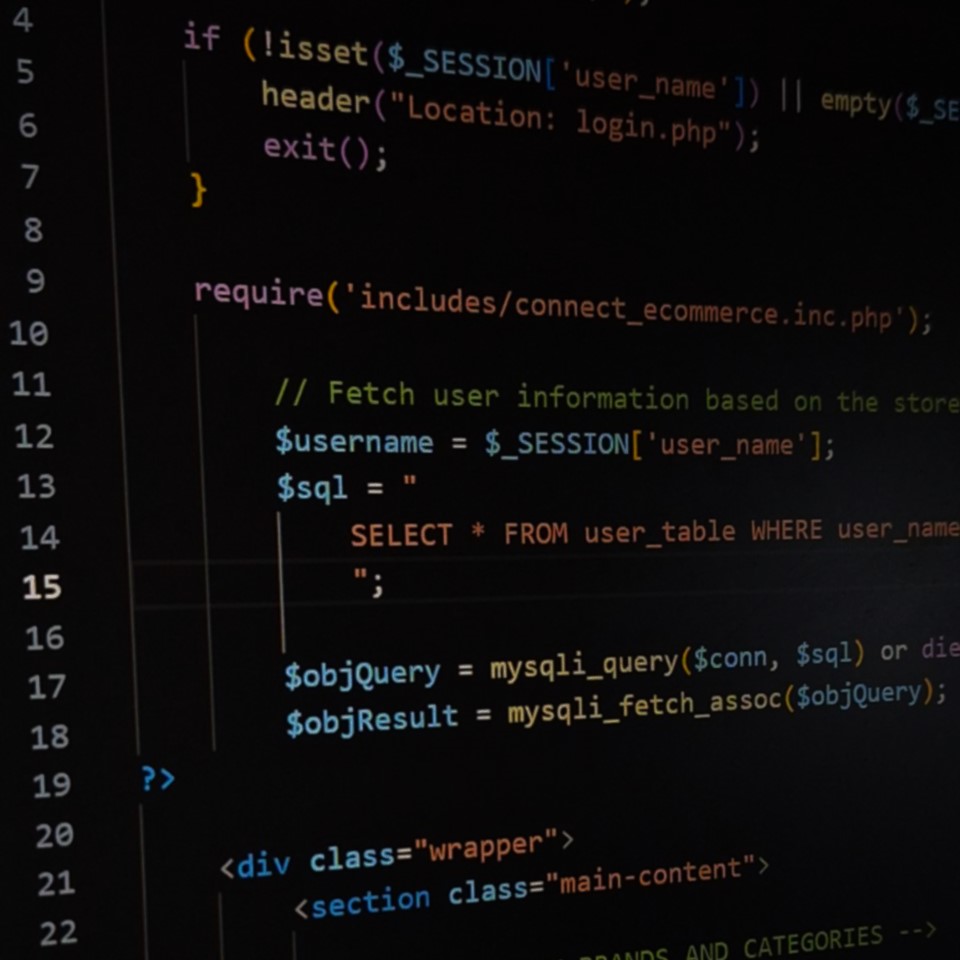 4 if (!isset($_SESSION['user_name']) || empty($_SE
5 header("Location: login.php");
6 exit();
7 }
8
9 require('includes/connect_ecommerce.inc.php');
10
11 // Fetch user information based on the store
12 $username = $_SESSION['user_name'];
13 $sql = "
14 SELECT * FROM user_table WHERE user_name
15 ";
16
17 $objQuery = mysqli_query($conn, $sql) or die
18 $objResult = mysqli_fetch_assoc($objQuery);
19 ?>
20
21 <div class="wrapper">
22 <section class="main-content">
AND CATEGORIES -->